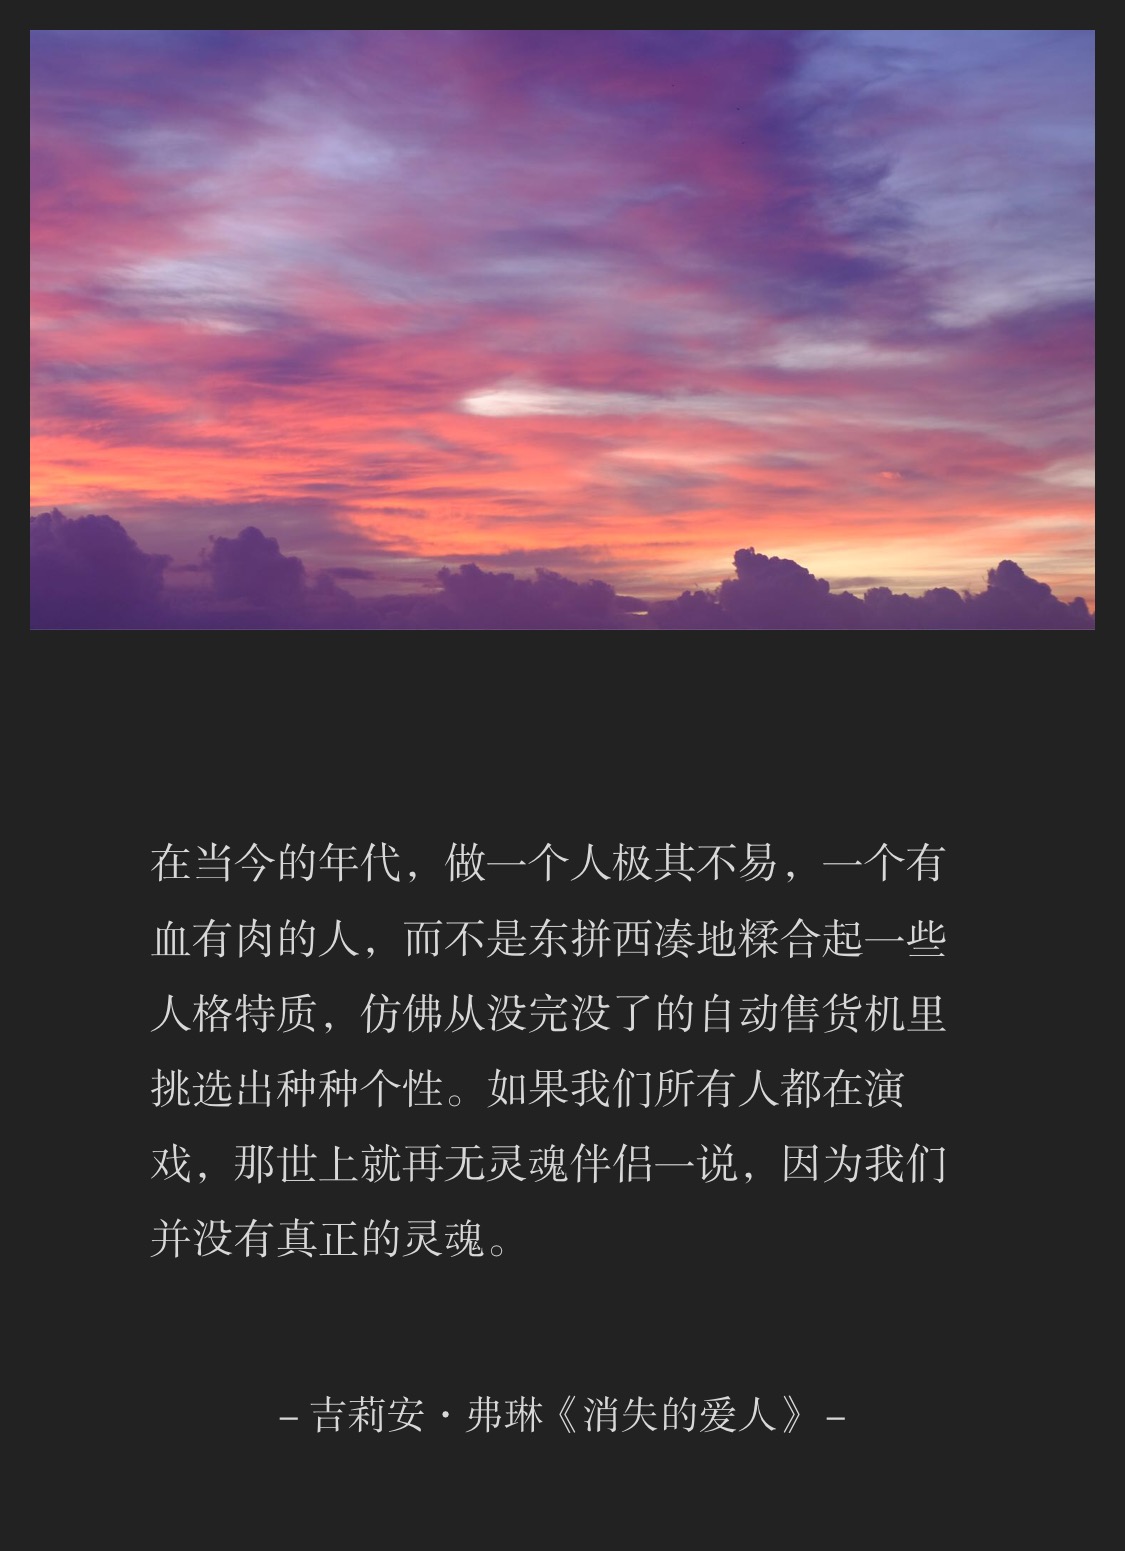 在当今的年代，做一个人极其不易，一个有
血有肉的人，而不是东拼西凑地糅合起一些
人格特质，仿佛从没完没了的自动售货机里
挑选出种种个性。如果我们所有人都在演
戏，那世上就再无灵魂伴侣一说，因为我们
并没有真正的灵魂。
– 吉莉安·弗琳《消失的爱人》 –